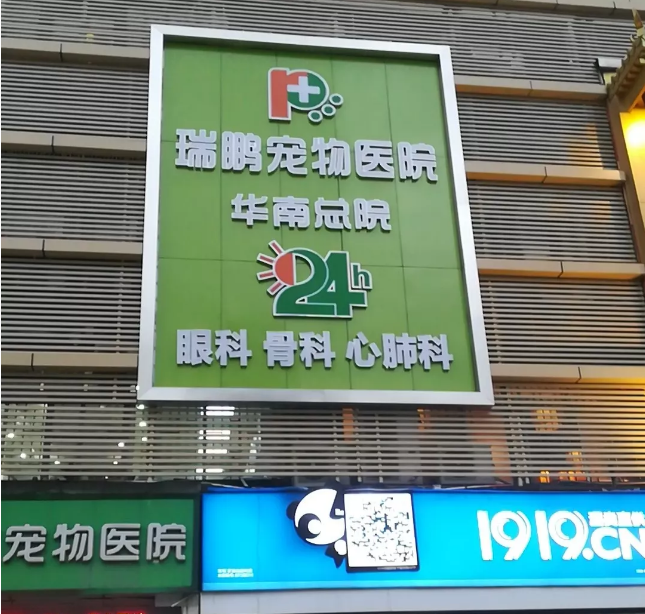 瑞鹏宠物医院
华南总院
24h
眼科 骨科 心肺科
宠物医院
1919.CN